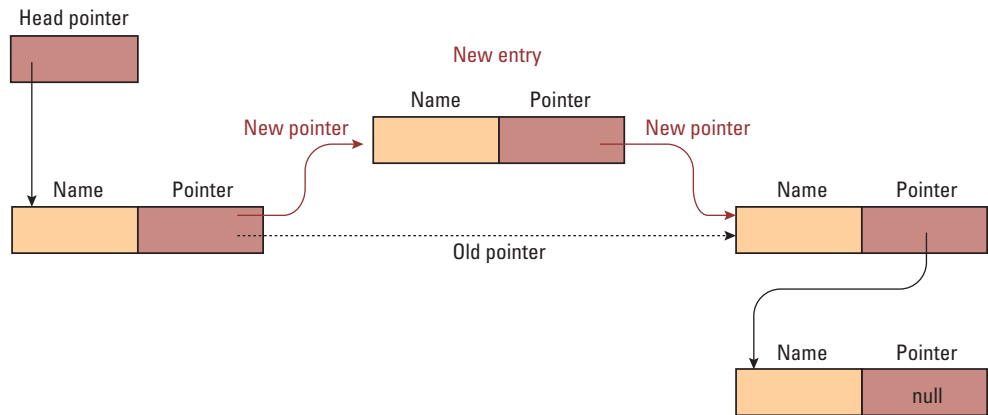 Head pointer
New entry
Name Pointer
New pointer New pointer
Name Pointer
Name Pointer
Old pointer
Name Pointer
null